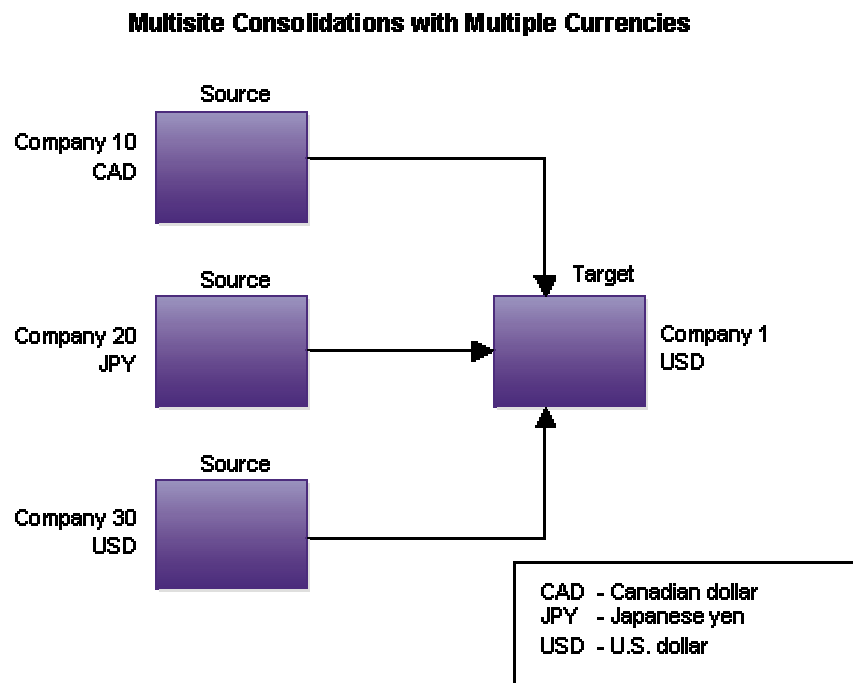 Multisite Consolidations with Multiple Currencies
Source
Company 10
CAD
Source
Target
Company 20
JPY
Company 1
USD
Source
Company 30
USD
CAD - Canadian dollar
JPY - Japanese yen
USD - U.S. dollar